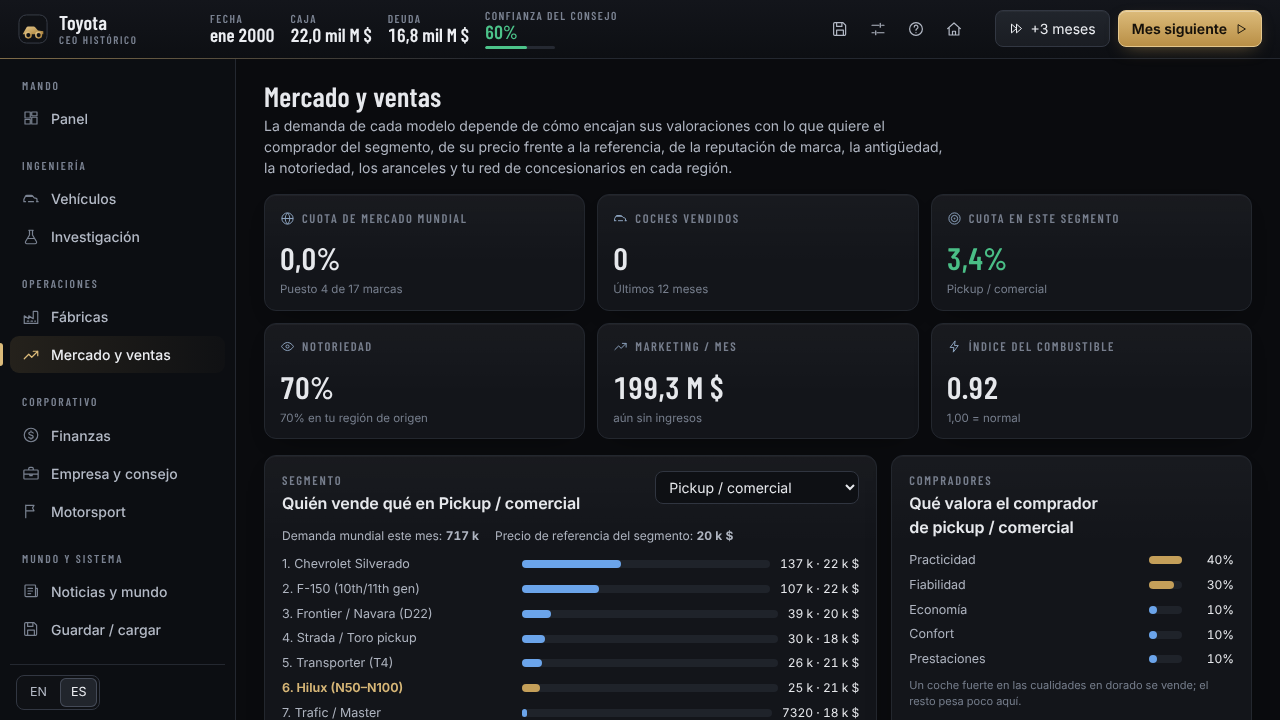 Toyota
CEO HISTÓRICO
FECHA
ene 2000
CAJA
22,0 mil M $
DEUDA
16,8 mil M $
CONFIANZA DEL CONSEJO
60%
+3 meses
Mes siguiente
MANDO
Panel
INGENIERÍA
Vehículos
Investigación
OPERACIONES
Fábricas
Mercado y ventas
CORPORATIVO
Finanzas
Empresa y consejo
Motorsport
MUNDO Y SISTEMA
Noticias y mundo
Guardar / cargar
EN
ES
Mercado y ventas
La demanda de cada modelo depende de cómo encajan sus valoraciones con lo que quiere el
comprador del segmento, de su precio frente a la referencia, de la reputación de marca, la antigüedad,
la notoriedad, los aranceles y tu red de concesionarios en cada región.
CUOTA DE MERCADO MUNDIAL
0,0%
Puesto 4 de 17 marcas
COCHES VENDIDOS
0
Últimos 12 meses
CUOTA EN ESTE SEGMENTO
3,4%
Pickup / comercial
NOTORIEDAD
70%
70% en tu región de origen
MARKETING / MES
199,3 M $
aún sin ingresos
ÍNDICE DEL COMBUSTIBLE
0.92
1,00 = normal
SEGMENTO
Quién vende qué en Pickup / comercial
Pickup / comercial
Demanda mundial este mes: 717 k
Precio de referencia del segmento: 20 k $
1. Chevrolet Silverado 137 k · 22 k $
2. F-150 (10th/11th gen) 107 k · 22 k $
3. Frontier / Navara (D22) 39 k · 20 k $
4. Strada / Toro pickup 30 k · 18 k $
5. Transporter (T4) 26 k · 21 k $
6. Hilux (N50–N100) 25 k · 21 k $
7. Trafic / Master 7320 · 18 k $
COMPRADORES
Qué valora el comprador
de pickup / comercial
Practicidad 40%
Fiabilidad 30%
Economía 10%
Confort 10%
Prestaciones 10%
Un coche fuerte en las cualidades en dorado se vende; el
resto pesa poco aquí.